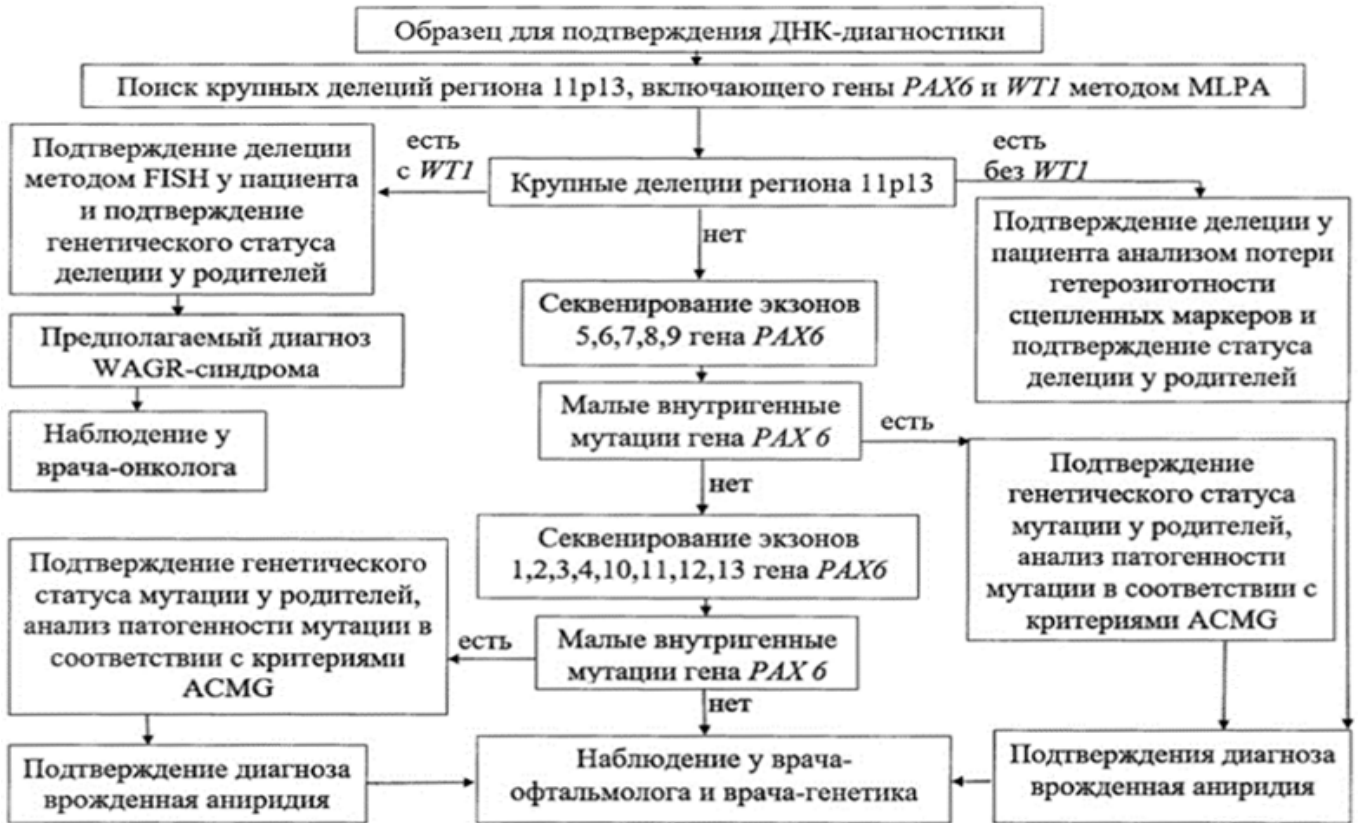 Образец для подтверждения ДНК-диагностики
Поиск крупных делеций региона 11p13, включающего гены PAX6 и WT1 методом MLPA
Подтверждение делеции
методом FISH у пациента
и подтверждение
генетического статуса
делеции у родителей
есть
с WT1
Крупные делеции региона 11p13
есть
без WT1
Подтверждение делеции у
пациента анализом потери
гетерозиготности
сцепленных маркеров и
подтверждение статуса
делеции у родителей
нет
Предполагаемый диагноз
WAGR-синдрома
Наблюдение у
врача-онколога
Секвенирование экзонов
5,6,7,8,9 гена PAX6
Малые внутригенные
мутации гена PAX 6
есть
Подтверждение
генетического статуса
мутации у родителей,
анализ патогенности
мутации в соответствии с
критериями ACMG
нет
Секвенирование экзонов
1,2,3,4,10,11,12,13 гена PAX6
Малые внутригенные
мутации гена PAX 6
есть
Подтверждение генетического
статуса мутации у родителей,
анализ патогенности мутации в
соответствии с критериями
ACMG
нет
Подтверждение диагноза
врожденная аниридия
Наблюдение у врача-
офтальмолога и врача-генетика
Подтверждения диагноза
врожденная аниридия